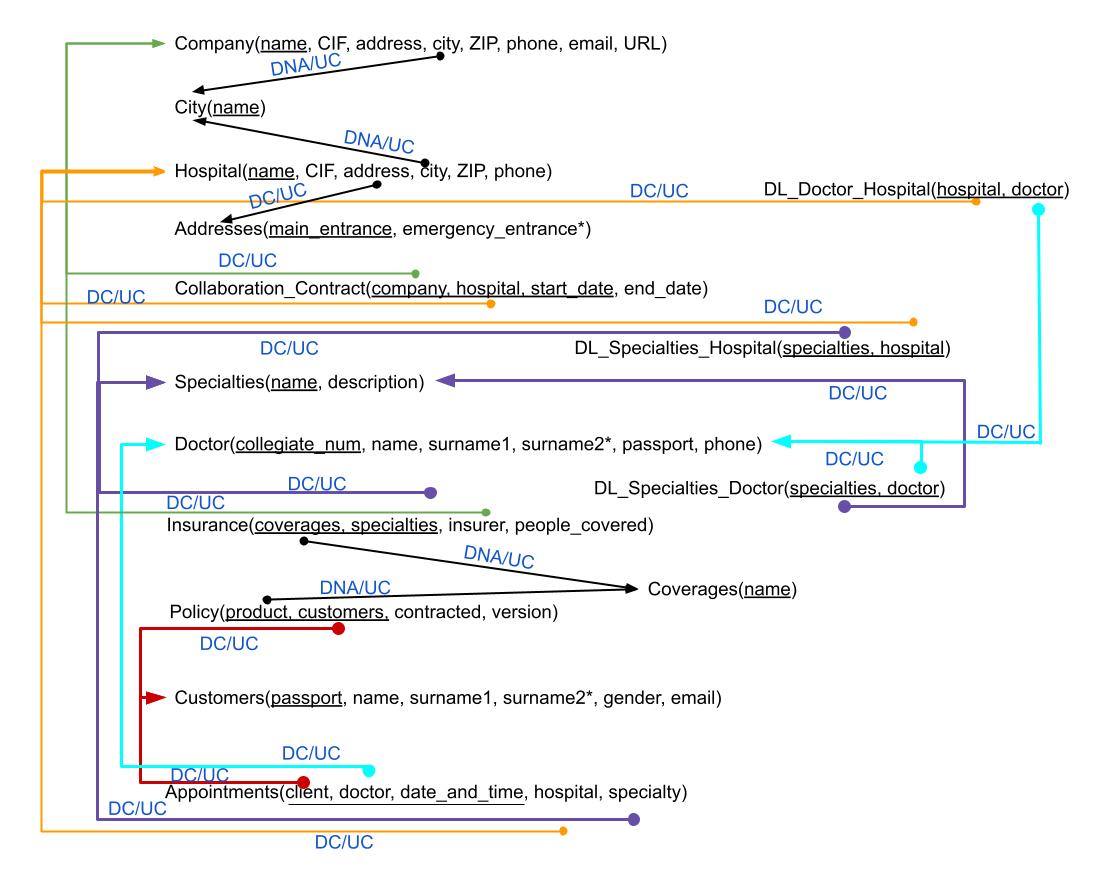 Company(name, CIF, address, city, ZIP, phone, email, URL)
DNA/UC
City(name)
DNA/UC
Hospital(name, CIF, address, city, ZIP, phone)
DC/UC
DC/UC
DL_Doctor_Hospital(hospital, doctor)
Addresses(main_entrance, emergency_entrance*)
DC/UC
Collaboration_Contract(company, hospital, start_date, end_date)
DC/UC
DC/UC
DC/UC
DL_Specialties_Hospital(specialties, hospital)
Specialties(name, description)
DC/UC
DC/UC
Doctor(collegiate_num, name, surname1, surname2*, passport, phone)
DC/UC
DC/UC
DL_Specialties_Doctor(specialties, doctor)
DC/UC
Insurance(coverages, specialties, insurer, people_covered)
DNA/UC
DNA/UC
Coverages(name)
Policy(product, customers, contracted, version)
DC/UC
Customers(passport, name, surname1, surname2*, gender, email)
DC/UC
DC/UC
Appointments(client, doctor, date_and_time, hospital, specialty)
DC/UC
DC/UC